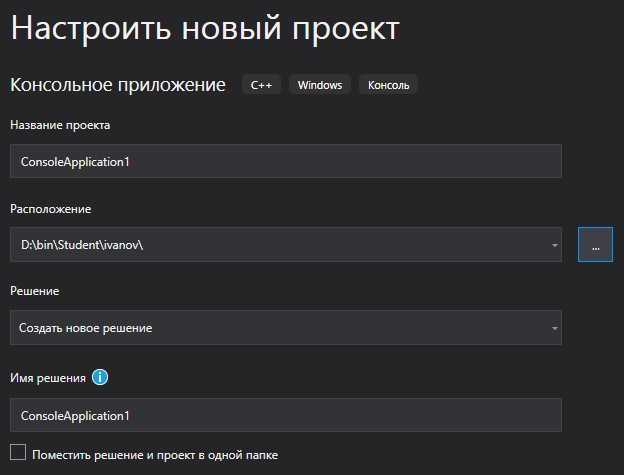 Настроить новый проект
Консольное приложение C++ Windows Консоль
Название проекта
ConsoleApplication1
Расположение
D:\bin\Student\ivanov\
...
Решение
Создать новое решение
Имя решения
ConsoleApplication1
Поместить решение и проект в одной папке